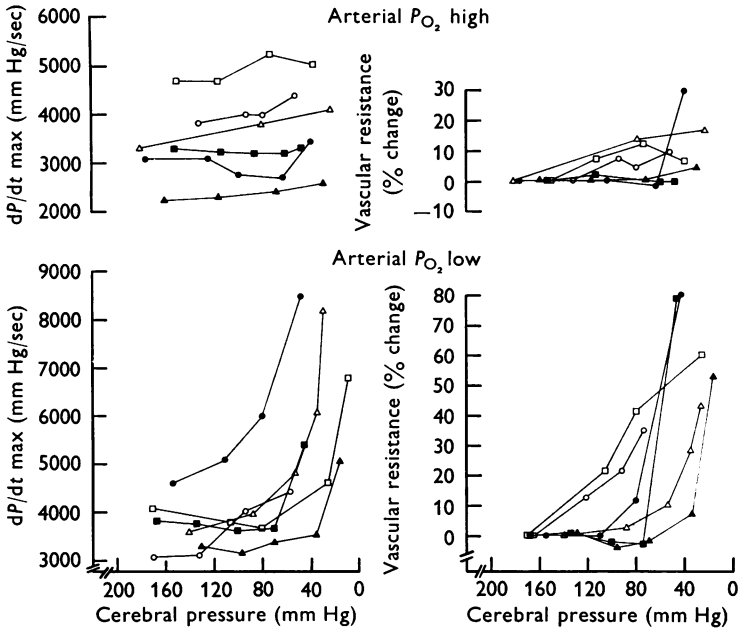 Arterial PO2 high
dP/dt max (mm Hg/sec)
6000
5000
4000
3000
2000
Vascular resistance
(% change)
30
20
10
0
—10
Arterial PO2 low
dP/dt max (mm Hg/sec)
9000
8000
7000
6000
5000
4000
3000
200 160 120 80 40 0
Cerebral pressure (mm Hg)
Vascular resistance (% change)
80
70
60
50
40
30
20
10
0
200 160 120 80 40 0
Cerebral pressure (mm Hg)